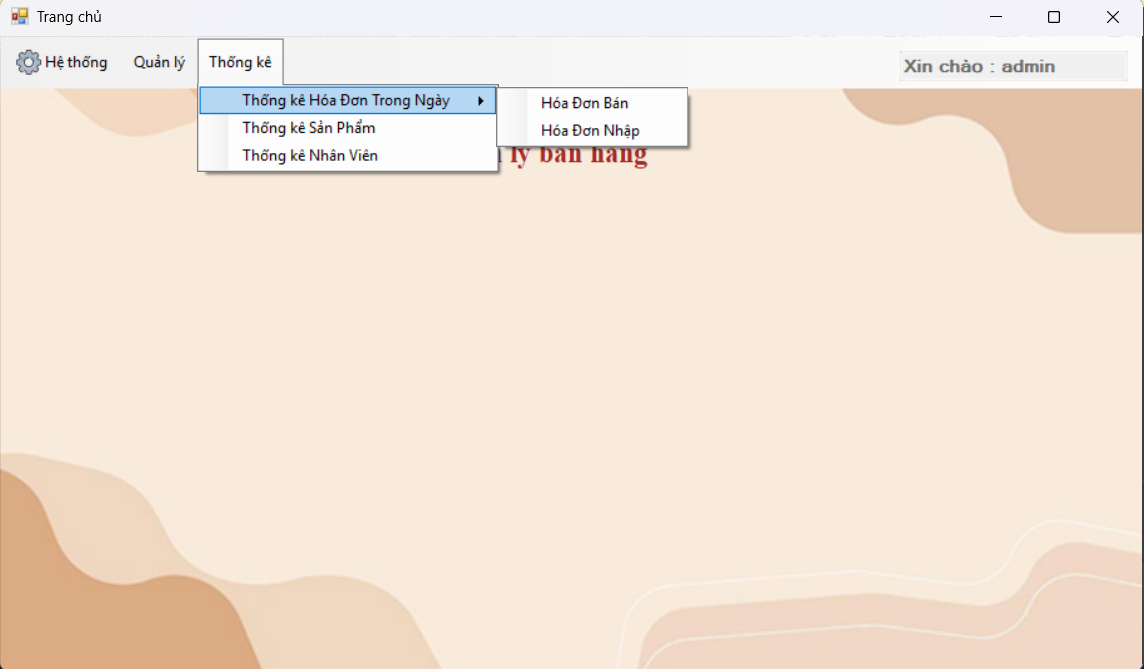 Trang chủ
Hệ thống Quản lý Thống kê
Xin chào : admin
Thống kê Hóa Đơn Trong Ngày
Thống kê Sản Phẩm
Thống kê Nhân Viên
Hóa Đơn Bán
Hóa Đơn Nhập
lý bán hàng